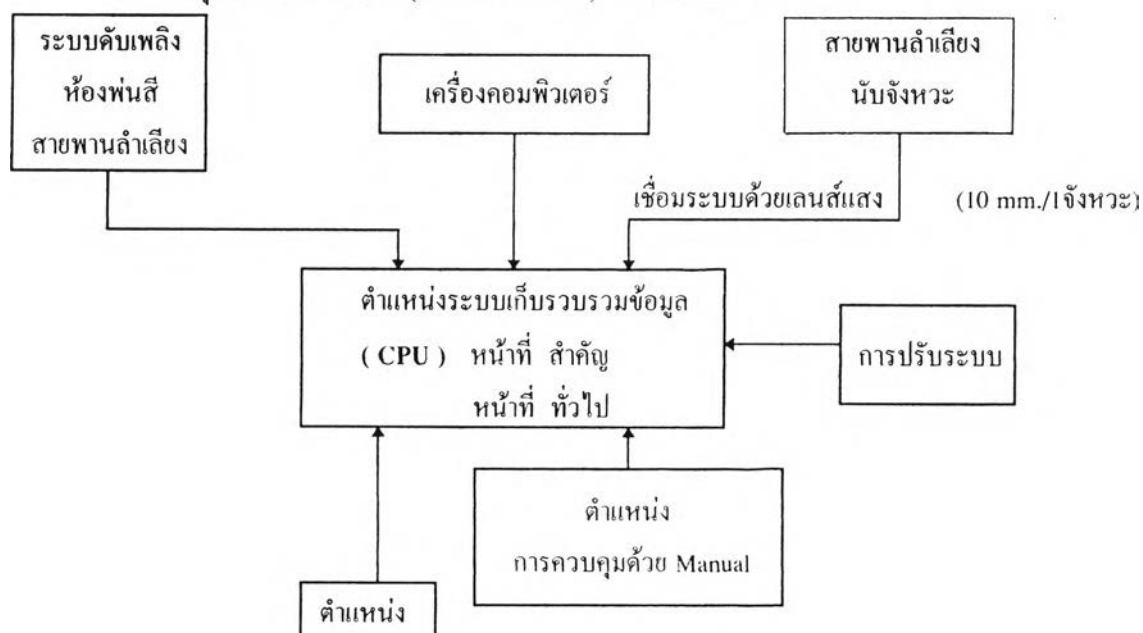 ระบบดับเพลิง
ห้องพ่นสี
สายพานลำเลียง
เครื่องคอมพิวเตอร์
สายพานลำเลียง
นับจังหวะ
เชื่อมระบบด้วยเลนส์แสง (10 mm./1จังหวะ)
ตำแหน่งระบบเก็บรวบรวมข้อมูล
( CPU ) หน้าที่ สำคัญ
หน้าที่ ทั่วไป
การปรับระบบ
ตำแหน่ง
การควบคุมด้วย Manual
ตำแหน่ง